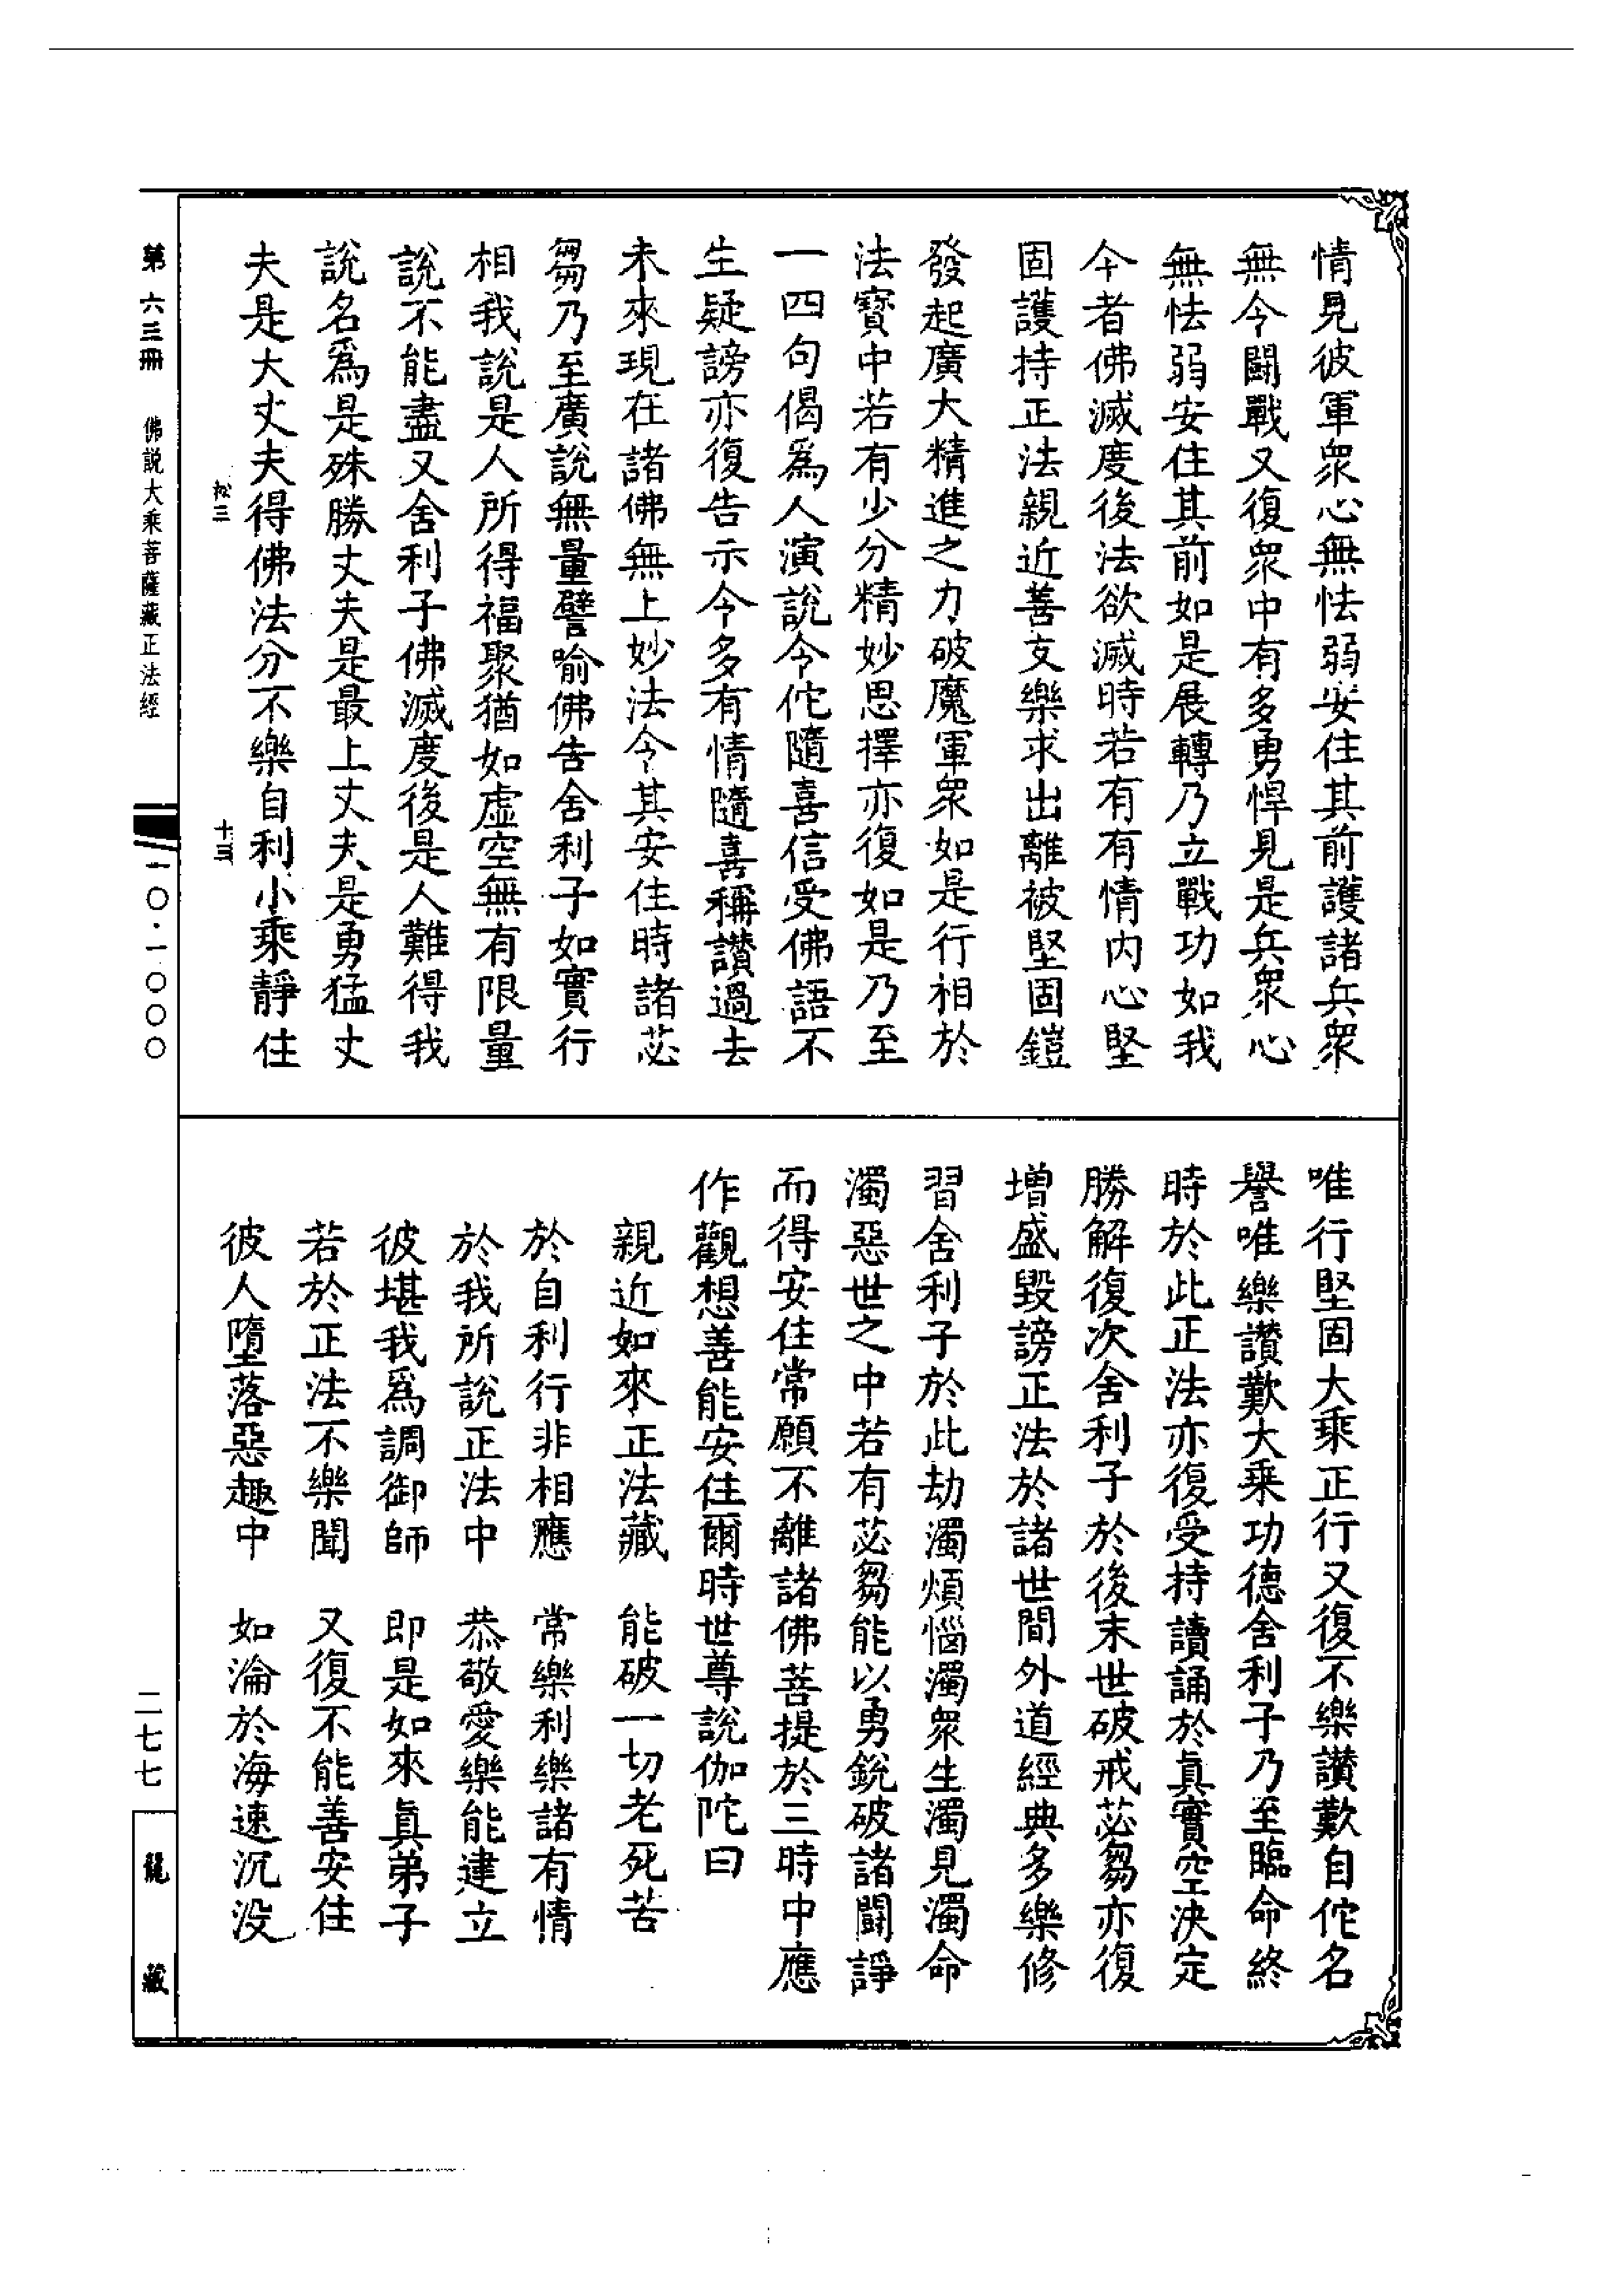 情見彼軍衆心無怯弱安住其前護諸兵衆
無令鬪戰又復衆中有多勇悍見是兵衆心
無怯弱安住其前如是展轉乃立戰功如我
今者佛滅度後法欲滅時若有有情内心堅
固護持正法親近善友樂求出離被堅固鎧
發起廣大精進之力破魔軍衆如是行相於
法寶中若有少分精妙思擇亦復如是乃至
一四句偈爲人演說令佗隨喜信受佛語不
生疑謗亦復告示今多有情隨喜稱讃過去
未來現在諸佛無上妙法令其安住時諸苾
芻乃至廣說無量譬喻佛告舍利子如實行
相我說是人所得福聚猶如虛空無有限量
說不能盡又舍利子佛滅度後是人難得我
說名爲是殊勝丈夫是最上丈夫是勇猛丈
夫是大丈夫得佛法分不樂自利小乘靜住
松三 十三
唯行堅固大乘正行又復不樂讃歎自佗名
譽唯樂讃歎大乘功德舍利子乃至臨命終
時於此正法亦復受持讀誦於真實空決定
勝解復次舍利子於後末世破戒苾芻亦復
增盛毀謗正法於諸世間外道經典多樂修
習舍利子於此劫濁煩惱濁衆生濁見濁命
濁惡世之中若有苾芻能以勇銳破諸鬪諍
而得安住常願不離諸佛菩提於三時中應
作觀想善能安住爾時世尊說伽陀曰
親近如來正法藏 能破一切老死苦
於自利行非相應 常樂利樂諸有情
於我所說正法中 恭敬愛樂能建立
彼堪我爲調御師 即是如來真弟子
若於正法不樂聞 又復不能善安住
彼人墮落惡趣中 如淪於海速沉沒
第六三冊 佛說大乘菩薩藏正法經 一〇·一〇〇〇 二七七 龍藏